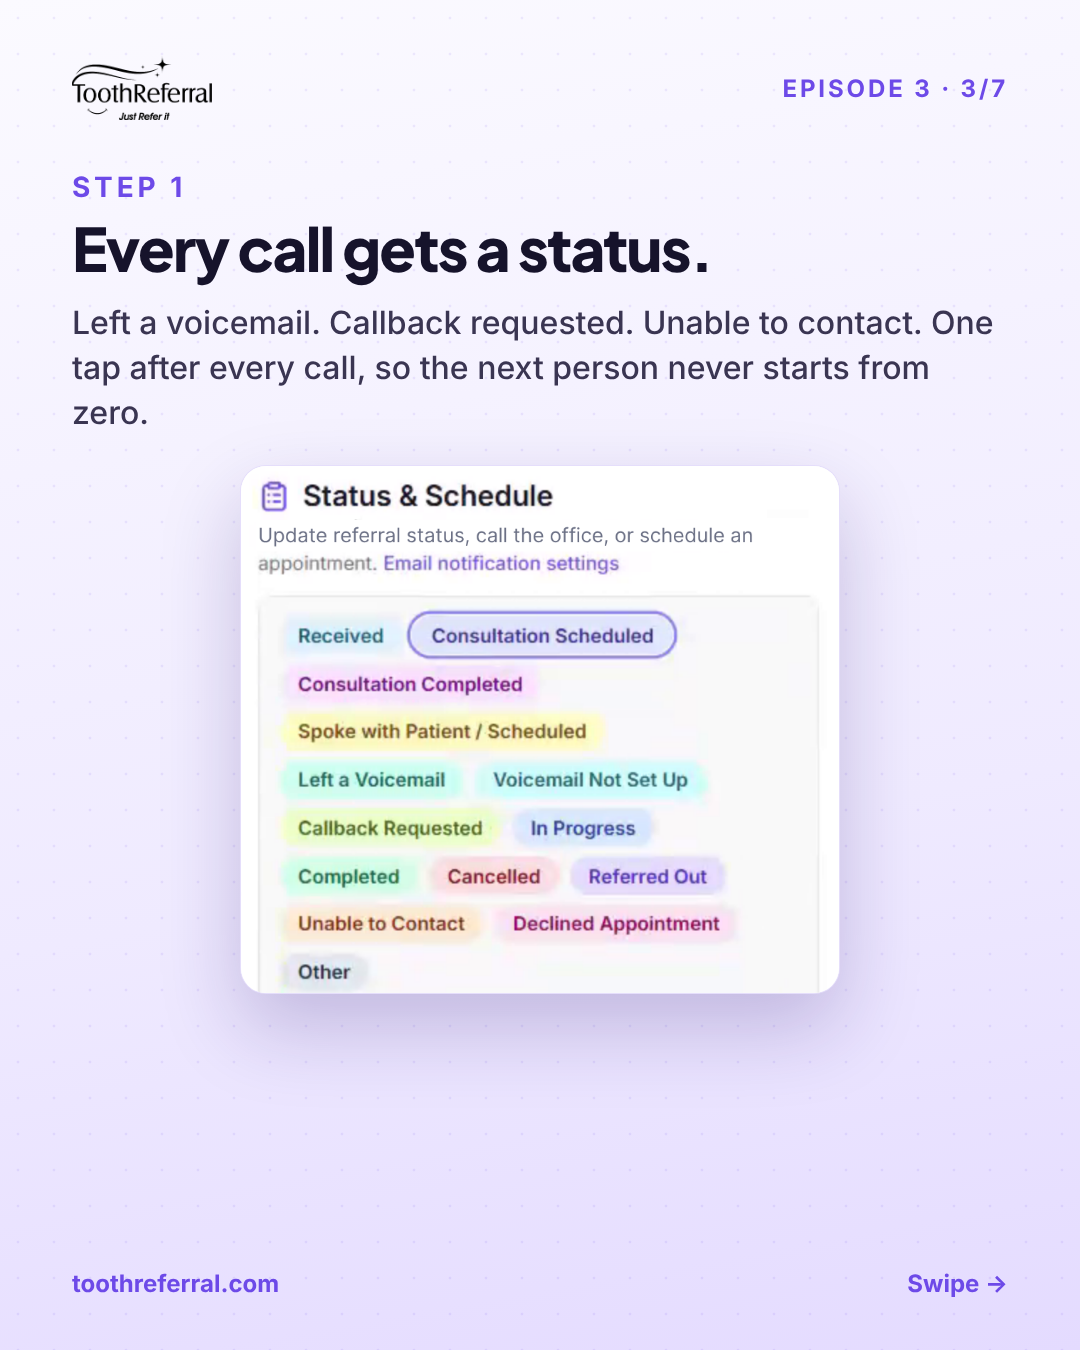 ToothReferral
Just Refer it
EPISODE 3 · 3/7
STEP 1
Every call gets a status.
Left a voicemail. Callback requested. Unable to contact. One
tap after every call, so the next person never starts from
zero.
Status & Schedule
Update referral status, call the office, or schedule an
appointment. Email notification settings
Received Consultation Scheduled
Consultation Completed
Spoke with Patient / Scheduled
Left a Voicemail Voicemail Not Set Up
Callback Requested In Progress
Completed Cancelled Referred Out
Unable to Contact Declined Appointment
Other
toothreferral.com
Swipe →